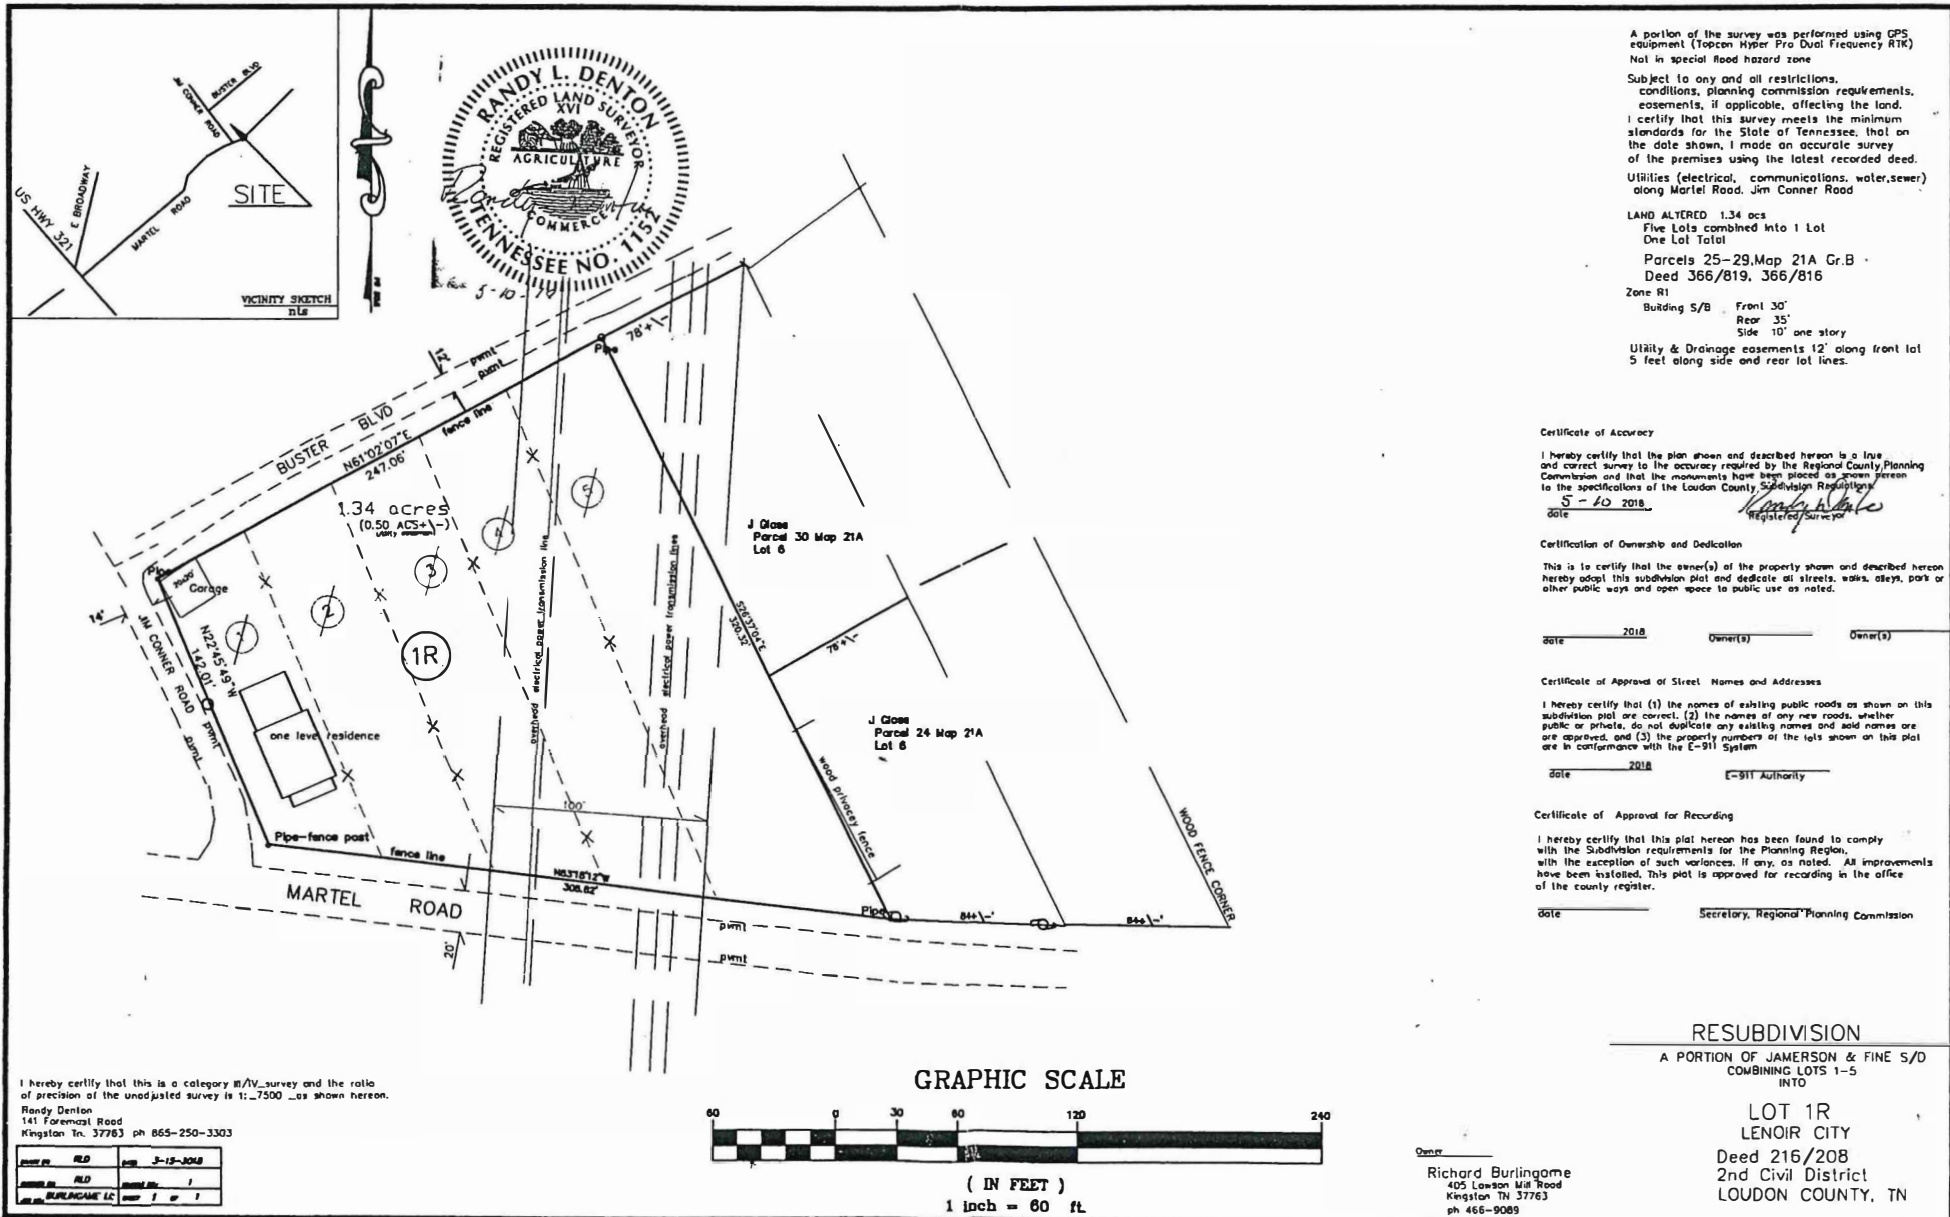 JM CONNER ROAD
BUSTER BLVD
SITE
US HWY 321
E BROADWAY
MARTEL ROAD
VICINITY SKETCH
nts
RANDY L. DENTON
REGISTERED LAND SURVEYOR
XVI
AGRICULTURE
COMMERCE
TENNESSEE NO. 1152
A portion of the survey was performed using GPS
equipment (Topcon Hyper Pro Dual Frequency RTK)
Not in special flood hazard zone
Subject to any and all restrictions,
conditions, planning commission requirements,
easements, if applicable, affecting the land.
I certify that this survey meets the minimum
standards for the State of Tennessee, that on
the date shown, I made an accurate survey
of the premises using the latest recorded deed.
Utilities (electrical, communications, water,sewer)
along Martel Road, Jim Conner Road
LAND ALTERED 1.34 acs
Five Lots combined into 1 Lot
One Lot Total
Parcels 25-29,Map 21A Gr.B
Deed 366/819, 366/816
Zone R1
Building S/B Front 30'
Rear 35'
Side 10' one story
Utility & Drainage easements 12' along front lot
5 feet along side and rear lot lines.
12'
pvmt
pvmt
Pipe
78'+\-
BUSTER BLVD
N61°02'07"E
247.06'
fence line
1.34 acres
(0.50 ACS+\-)
Garage
20x20'
14'
JM CONNER ROAD
N22°45'49"W
142.01'
pvmt
pvmt
1
2
3
4
5
1R
one level residence
overhead electrical power transmission line
overhead electrical power transmission lines
J Glass
Parcel 30 Map 21A
Lot 6
S26°37'04"E
320.32'
78'+\-
J Glass
Parcel 24 Map 21A
Lot 6
wood privacey fence
WOOD FENCE CORNER
100'
Pipe-fence post
fence line
N83°18'12"W
308.82'
MARTEL ROAD
20'
Pipe
84+\-'
84+\-'
pvmt
pvmt
Certificate of Accuracy
I hereby certify that the plan shown and described hereon is a true
and correct survey to the accuracy required by the Regional County,Planning
Commission and that the monuments have been placed as shown hereon
to the specifications of the Loudon County Subdivision Regulations
5-10 2018
date Registered Surveyor
Certification of Ownership and Dedication
This is to certify that the owner(s) of the property shown and described hereon
hereby adopt this subdivision plat and dedicate all streets, walks, alleys, park or
other public ways and open space to public use as noted.
2018
date Owner(s) Owner(s)
Certificate of Approval of Street Names and Addresses
I hereby certify that (1) the names of existing public roads as shown on this
subdivision plat are correct, (2) the names of any new roads, whether
public or private, do not duplicate any existing names and said names are
are approved, and (3) the property numbers of the lots shown on this plat
are in conformance with the E-911 System
2018
date E-911 Authority
Certificate of Approval for Recording
I hereby certify that this plat hereon has been found to comply
with the Subdivision requirements for the Planning Region,
with the exception of such variances, if any, as noted. All improvements
have been installed, This plat is approved for recording in the office
of the county register.
date Secretary, Regional Planning Commission
I hereby certify that this is a category III/IV_survey and the ratio
of precision of the unadjusted survey is 1:_7500 _as shown hereon.
Randy Denton
141 Foremast Road
Kingston Tn. 37763 ph 865-250-3303
RLD
RLD 1
BURLINGAME LC 1 OF 1
GRAPHIC SCALE
60 0 30 60 120 240
( IN FEET )
1 inch = 60 ft.
Owner
Richard Burlingame
405 Lawson Mill Road
Kingston TN 37763
ph 466-9089
RESUBDIVISION
A PORTION OF JAMERSON & FINE S/D
COMBINING LOTS 1-5
INTO
LOT 1R
LENOIR CITY
Deed 216/208
2nd Civil District
LOUDON COUNTY, TN